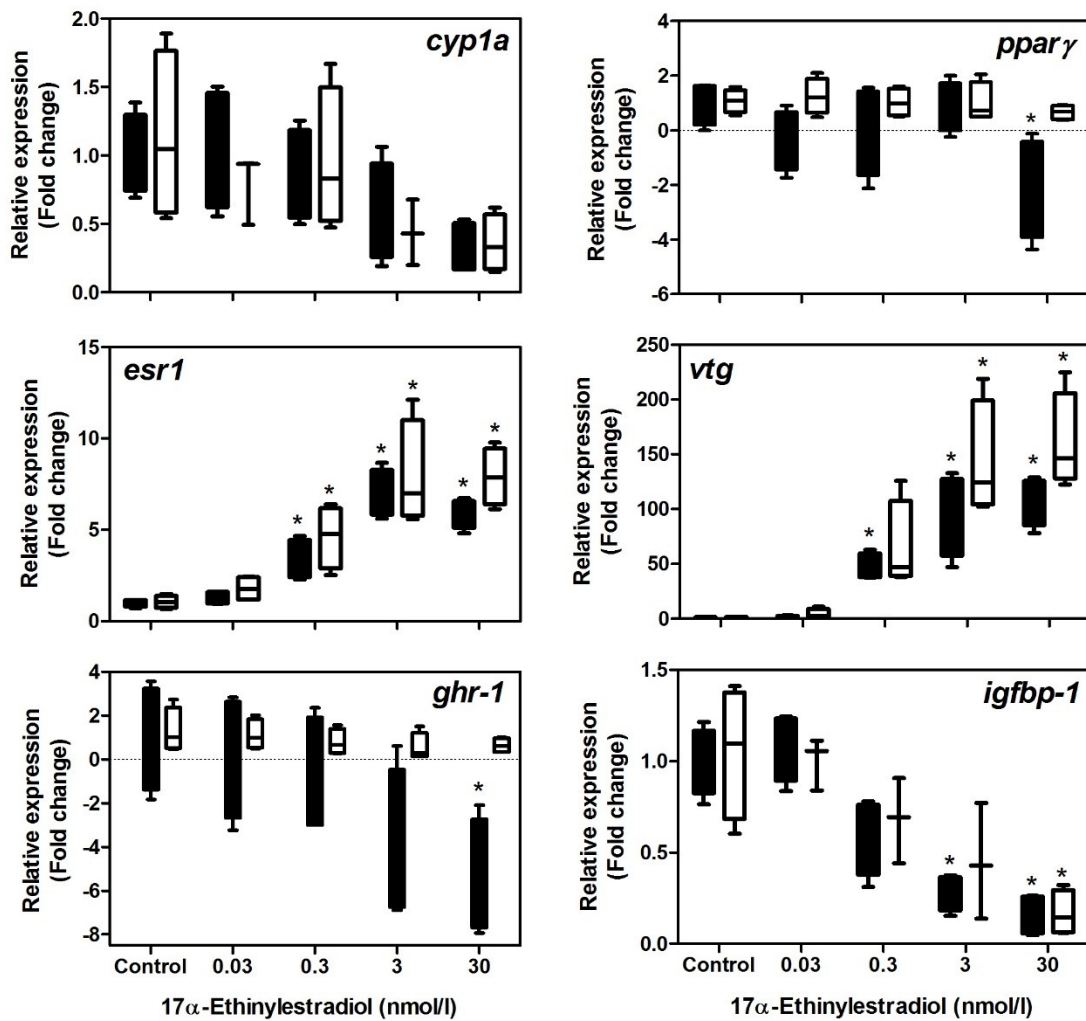 cyp1a
Relative expression
(Fold change)
2.0
1.5
1.0
0.5
0.0
pparγ
Relative expression
(Fold change)
4
2
0
-2
-4
-6
*
esr1
Relative expression
(Fold change)
15
10
5
0
* * * * * *
vtg
Relative expression
(Fold change)
250
200
150
100
50
0
* * * * *
ghr-1
Relative expression
(Fold change)
4
2
0
-2
-4
-6
-8
*
Control 0.03 0.3 3 30
17α-Ethinylestradiol (nmol/l)
igfbp-1
Relative expression
(Fold change)
1.5
1.0
0.5
0.0
* * *
Control 0.03 0.3 3 30
17α-Ethinylestradiol (nmol/l)